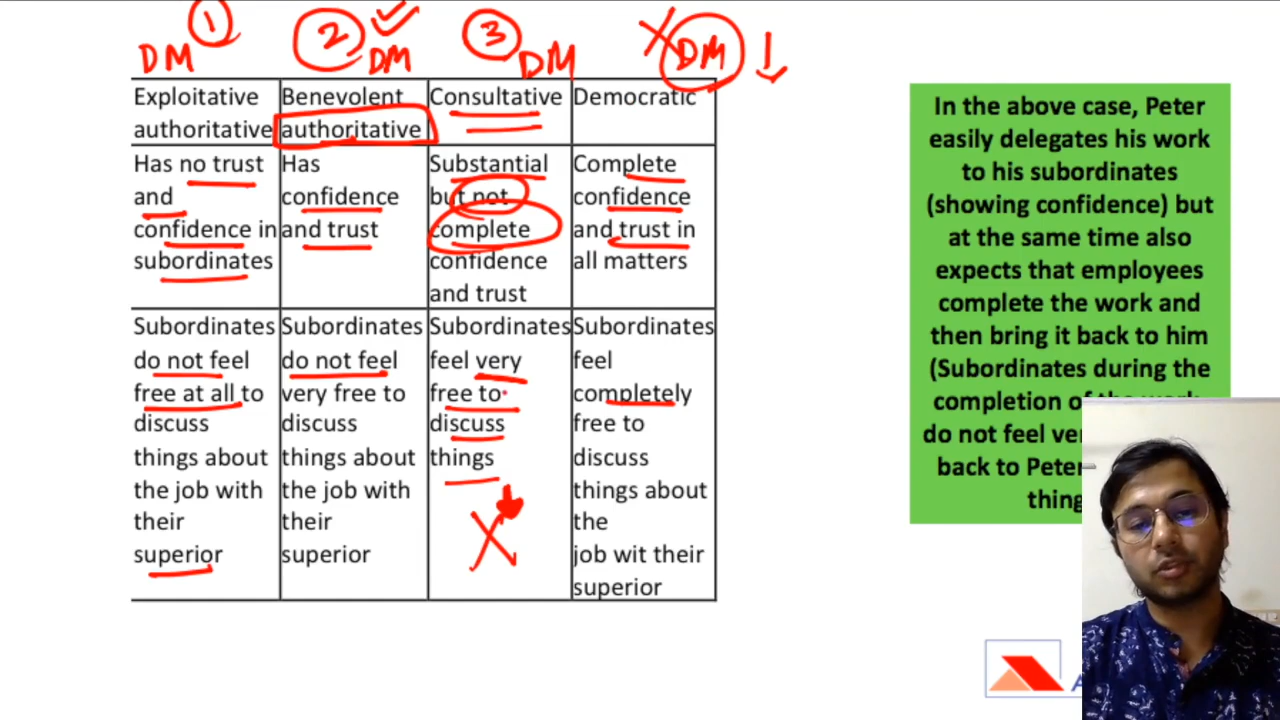 1 2 3
DM DM DM DM
Exploitative authoritative
Benevolent authoritative
Consultative
Democratic
Has no trust
and
confidence in
subordinates
Has
confidence
and trust
Substantial
but not
complete
confidence
and trust
Complete
confidence
and trust in
all matters
Subordinates
do not feel
free at all to
discuss
things about
the job with
their
superior
Subordinates
do not feel
very free to
discuss
things about
the job with
their
superior
Subordinates
feel very
free to
discuss
things
Subordinates
feel
completely
free to
discuss
things about
the
job wit their
superior
In the above case, Peter
easily delegates his work
to his subordinates
(showing confidence) but
at the same time also
expects that employees
complete the work and
then bring it back to him
(Subordinates during the
completion of the work
do not feel
back to Peter